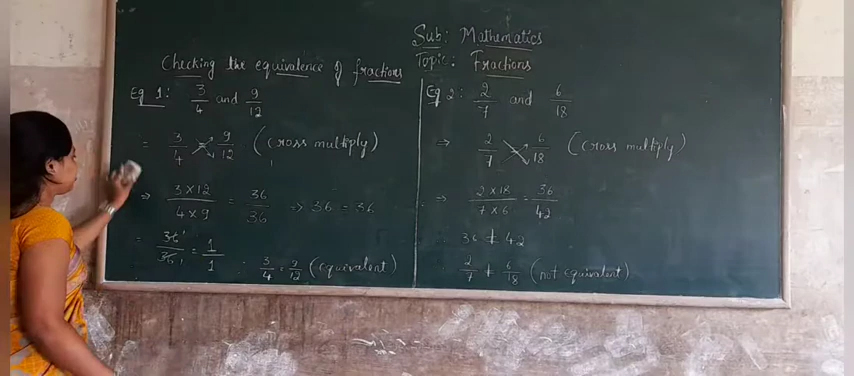 Sub: Mathematics
Topic: Fractions
Checking the equivalence of fractions
Eg 1: 3/4 and 9/12
= 3/4 = 9/12 (Cross multiply)
⇒ 3 × 12 / 4 × 9 = 36/36 ⇒ 36 = 36
= 36/36 = 1/1 ∴ 3/4 = 9/12 (equivalent)
Eg 2: 2/7 and 6/18
⇒ 2/7 6/18 (Cross multiply)
⇒ 2 × 18 / 7 × 6 = 36/42
∴ 36 ≠ 42
∴ 2/7 ≠ 6/18 (not equivalent)